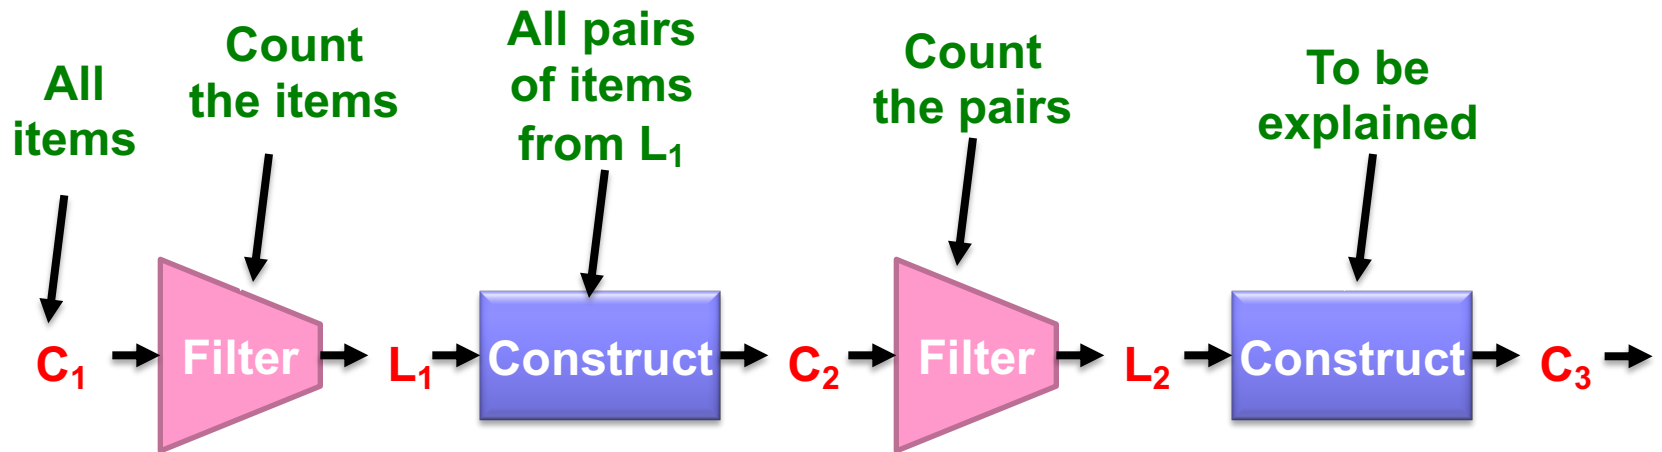 All
items
Count
the items
All pairs
of items
from L₁
Count
the pairs
To be
explained
C₁
Filter
L₁
Construct
C₂
Filter
L₂
Construct
C₃